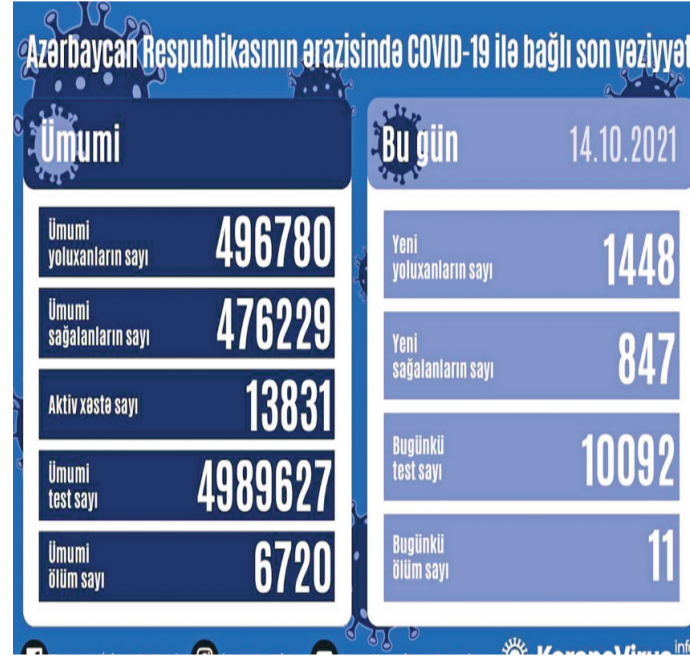 Azərbaycan Respublikasının ərazisində COVID-19 ilə bağlı son vəziyyət
Ümumi
Ümumi
yoluxanların sayı
496780
Ümumi
sağalanların sayı
476229
Aktiv xəstə sayı
13831
Ümumi
test sayı
4989627
Ümumi
ölüm sayı
6720
Bu gün
14.10.2021
Yeni
yoluxanların sayı
1448
Yeni
sağalanların sayı
847
Bugünkü
test sayı
10092
Bugünkü
ölüm sayı
11
KoronaVirus info